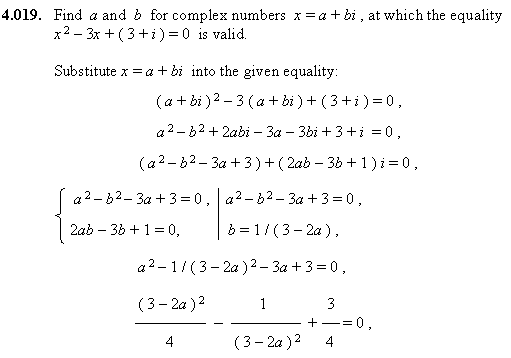 4.019. Find a and b for complex numbers x = a + bi , at which the equality
x² – 3x + ( 3 + i ) = 0 is valid.
Substitute x = a + bi into the given equality:
( a + bi )² – 3 ( a + bi ) + ( 3 + i ) = 0 ,
a² – b² + 2abi – 3a – 3bi + 3 + i = 0 ,
( a² – b² – 3a + 3 ) + ( 2ab – 3b + 1 ) i = 0 ,
{ a² – b² – 3a + 3 = 0 , | a² – b² – 3a + 3 = 0 ,
2ab – 3b + 1 = 0, | b = 1 / ( 3 – 2a ) ,
a² – 1 / ( 3 – 2a )² – 3a + 3 = 0 ,
( 3 – 2a )² 1 3
– + = 0 ,
4 ( 3 – 2a )² 4